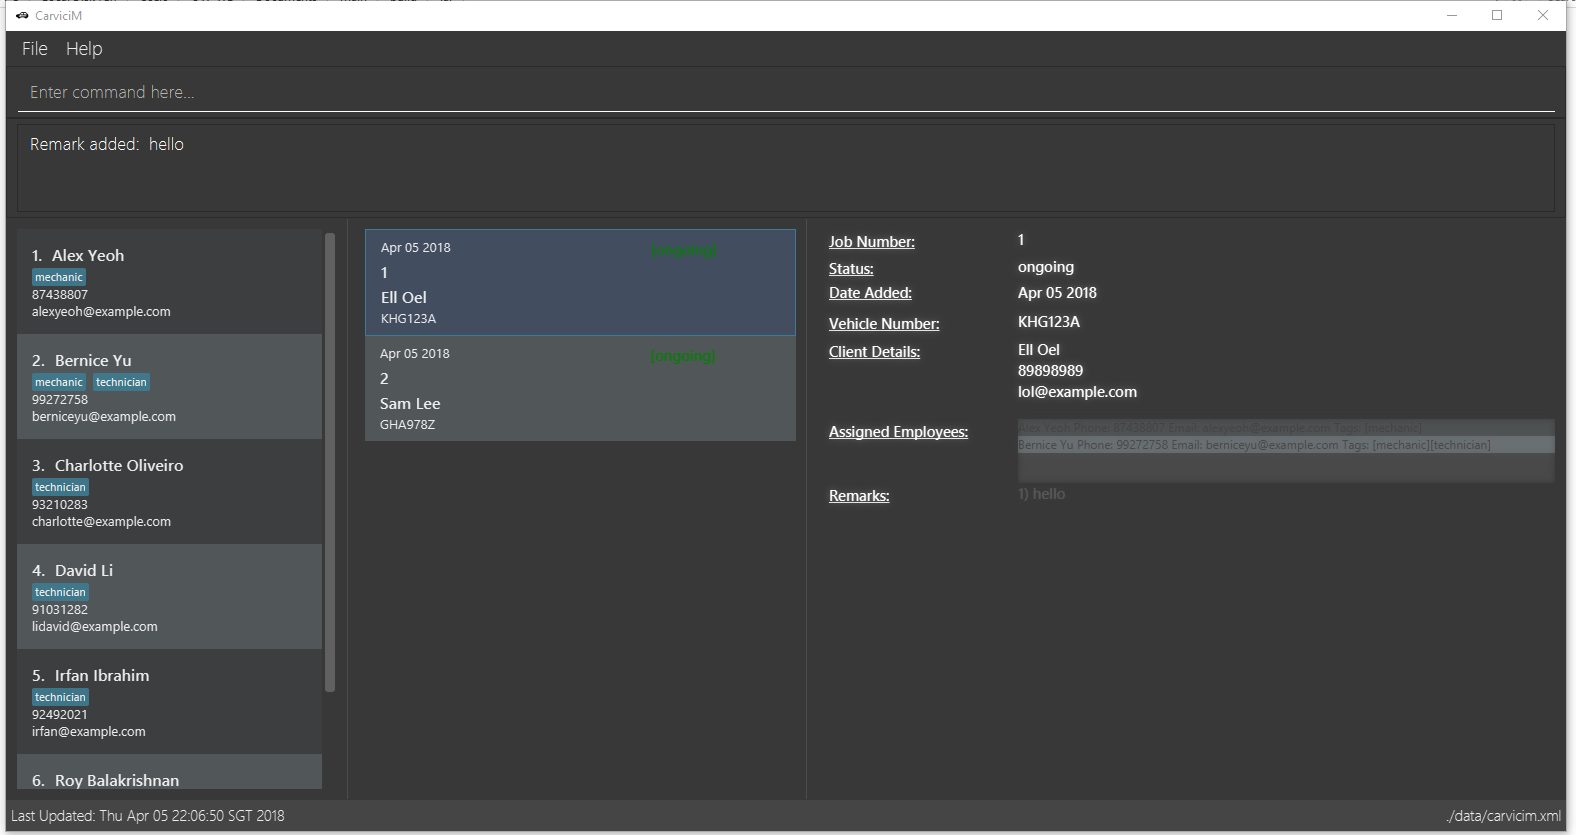 CarviciM
File Help
Enter command here...
Remark added: hello
1. Alex Yeoh
mechanic
87438807
alexyeoh@example.com
2. Bernice Yu
mechanic technician
99272758
berniceyu@example.com
3. Charlotte Oliveiro
technician
93210283
charlotte@example.com
4. David Li
technician
91031282
lidavid@example.com
5. Irfan Ibrahim
technician
92492021
irfan@example.com
6. Roy Balakrishnan
Apr 05 2018 [ongoing]
1
Ell Oel
KHG123A
Apr 05 2018 [ongoing]
2
Sam Lee
GHA978Z
Job Number: 1
Status: ongoing
Date Added: Apr 05 2018
Vehicle Number: KHG123A
Client Details: Ell Oel
89898989
lol@example.com
Assigned Employees: Alex Yeoh Phone: 87438807 Email: alexyeoh@example.com Tags: [mechanic]
Bernice Yu Phone: 99272758 Email: berniceyu@example.com Tags: [mechanic][technician]
Remarks: 1) hello
Last Updated: Thu Apr 05 22:06:50 SGT 2018 ./data/carvicim.xml